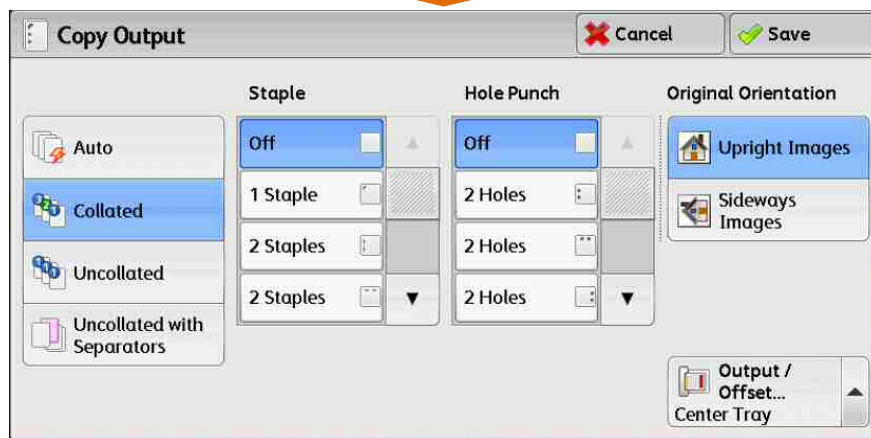 Copy Output
Cancel
Save
Staple
Hole Punch
Original Orientation
Auto
Collated
Uncollated
Uncollated with
Separators
Off
1 Staple
2 Staples
2 Staples
Off
2 Holes
2 Holes
2 Holes
Upright Images
Sideways
Images
Output /
Offset...
Center Tray